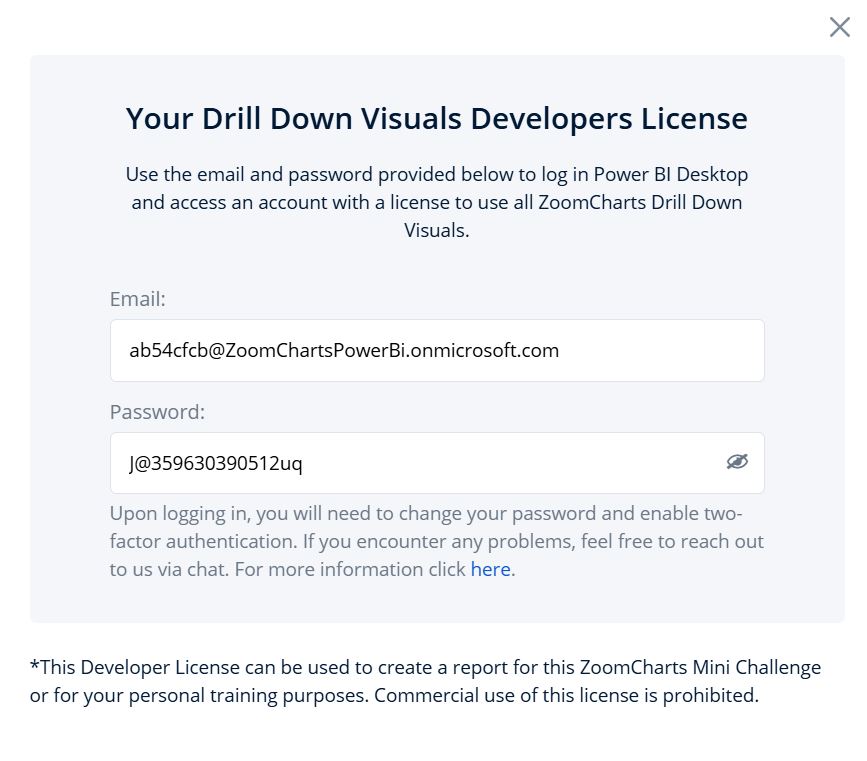 Your Drill Down Visuals Developers License
Use the email and password provided below to log in Power BI Desktop
and access an account with a license to use all ZoomCharts Drill Down
Visuals.
Email:
ab54cfcb@ZoomChartsPowerBi.onmicrosoft.com
Password:
J@359630390512uq
Upon logging in, you will need to change your password and enable two-
factor authentication. If you encounter any problems, feel free to reach out
to us via chat. For more information click here.
*This Developer License can be used to create a report for this ZoomCharts Mini Challenge
or for your personal training purposes. Commercial use of this license is prohibited.